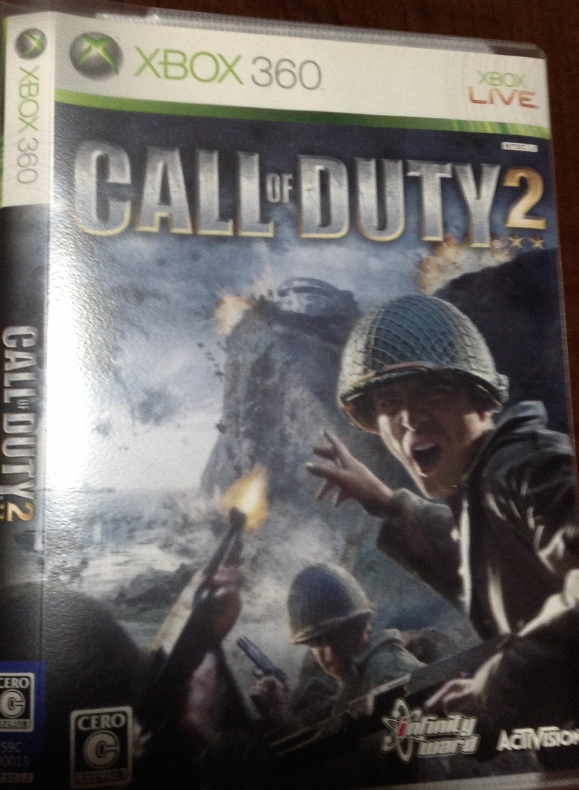 XBOX 360
XBOX
LIVE
XBOX 360
CALL OF DUTY 2
CALL OF DUTY 2
infinity
ward
ACTIVISION
CERO
C
CERO
C
59C